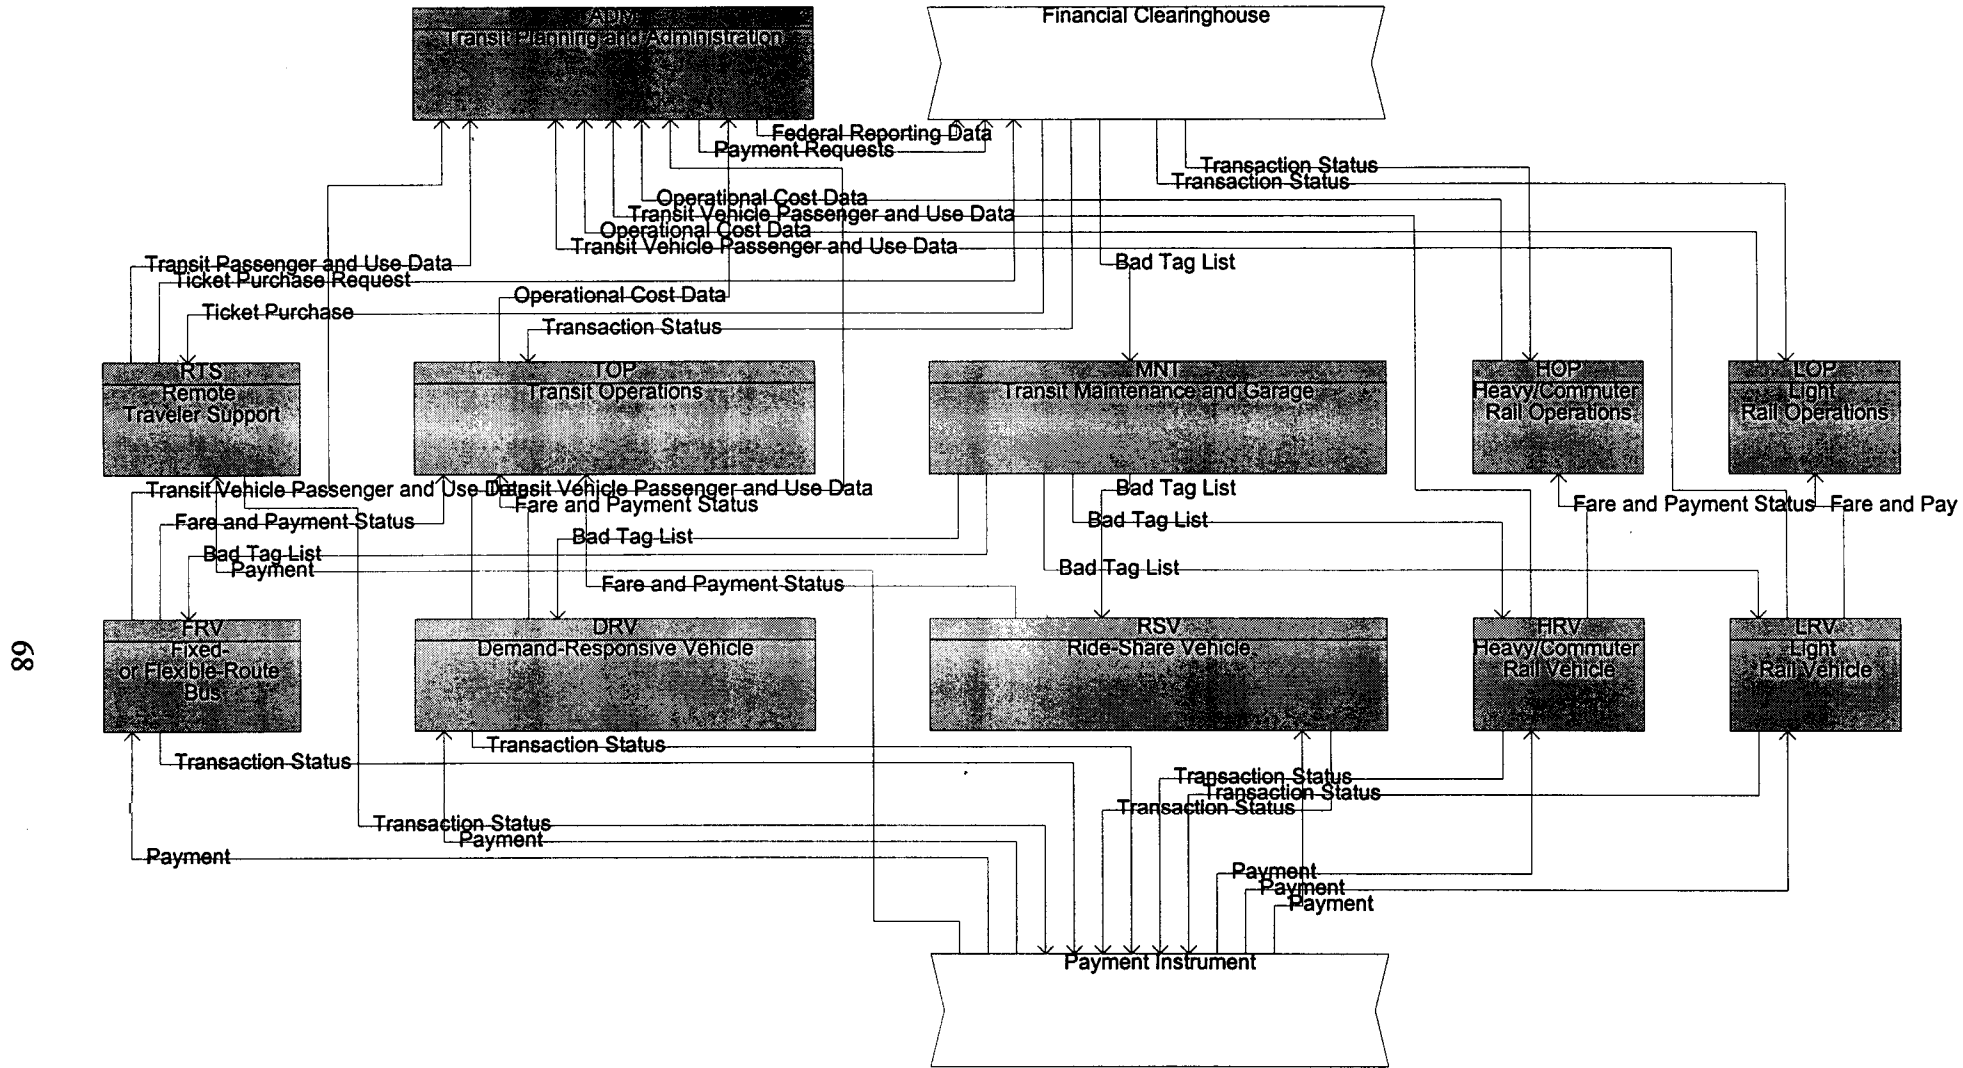 ADM
Transit Planning and Administration
Financial Clearinghouse
Federal Reporting Data
Payment Requests
Transaction Status
Transaction Status
Operational Cost Data
Transit Vehicle Passenger and Use Data
Operational Cost Data
Transit Vehicle Passenger and Use Data
Bad Tag List
Transit Passenger and Use Data
Ticket Purchase Request
Operational Cost Data
Ticket Purchase
Transaction Status
RTS
Remote
Traveler Support
TOP
Transit Operations
MNT
Transit Maintenance and Garage
HOP
Heavy/Commuter
Rail Operations
LOP
Light
Rail Operations
Transit Vehicle Passenger and Use Data
Transit Vehicle Passenger and Use Data
Bad Tag List
Fare and Payment Status
Fare and Payment Status
Fare and Pay
Fare and Payment Status
Bad Tag List
Bad Tag List
Bad Tag List
Payment
Bad Tag List
Fare and Payment Status
FRV
Fixed-
or Flexible-Route
Bus
DRV
Demand-Responsive Vehicle
RSV
Ride-Share Vehicle
HRV
Heavy/Commuter
Rail Vehicle
LRV
Light
Rail Vehicle
68
Transaction Status
Transaction Status
Transaction Status
Transaction Status
Transaction Status
Transaction Status
Payment
Payment
Payment
Payment
Payment
Payment Instrument